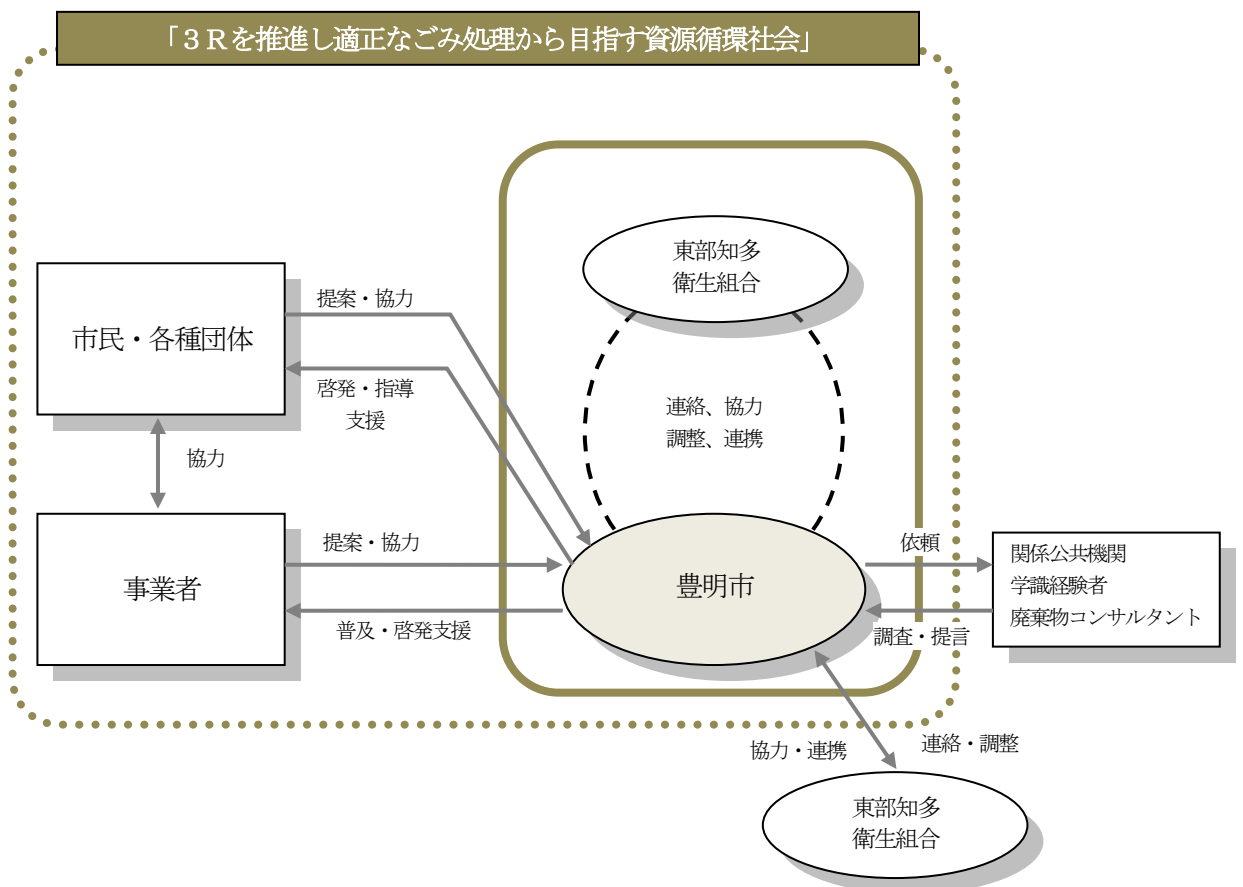 「３Ｒを推進し適正なごみ処理から目指す資源循環社会」
東部知多
衛生組合
市民・各種団体
提案・協力
啓発・指導
支援
連絡、協力
調整、連携
協力
事業者
提案・協力
普及・啓発支援
豊明市
依頼
調査・提言
関係公共機関
学識経験者
廃棄物コンサルタント
協力・連携
連絡・調整
東部知多
衛生組合